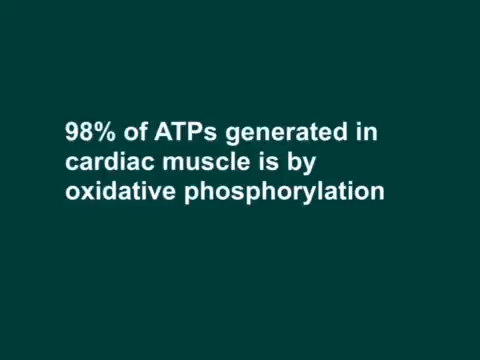 98% of ATPs generated in
cardiac muscle is by
oxidative phosphorylation